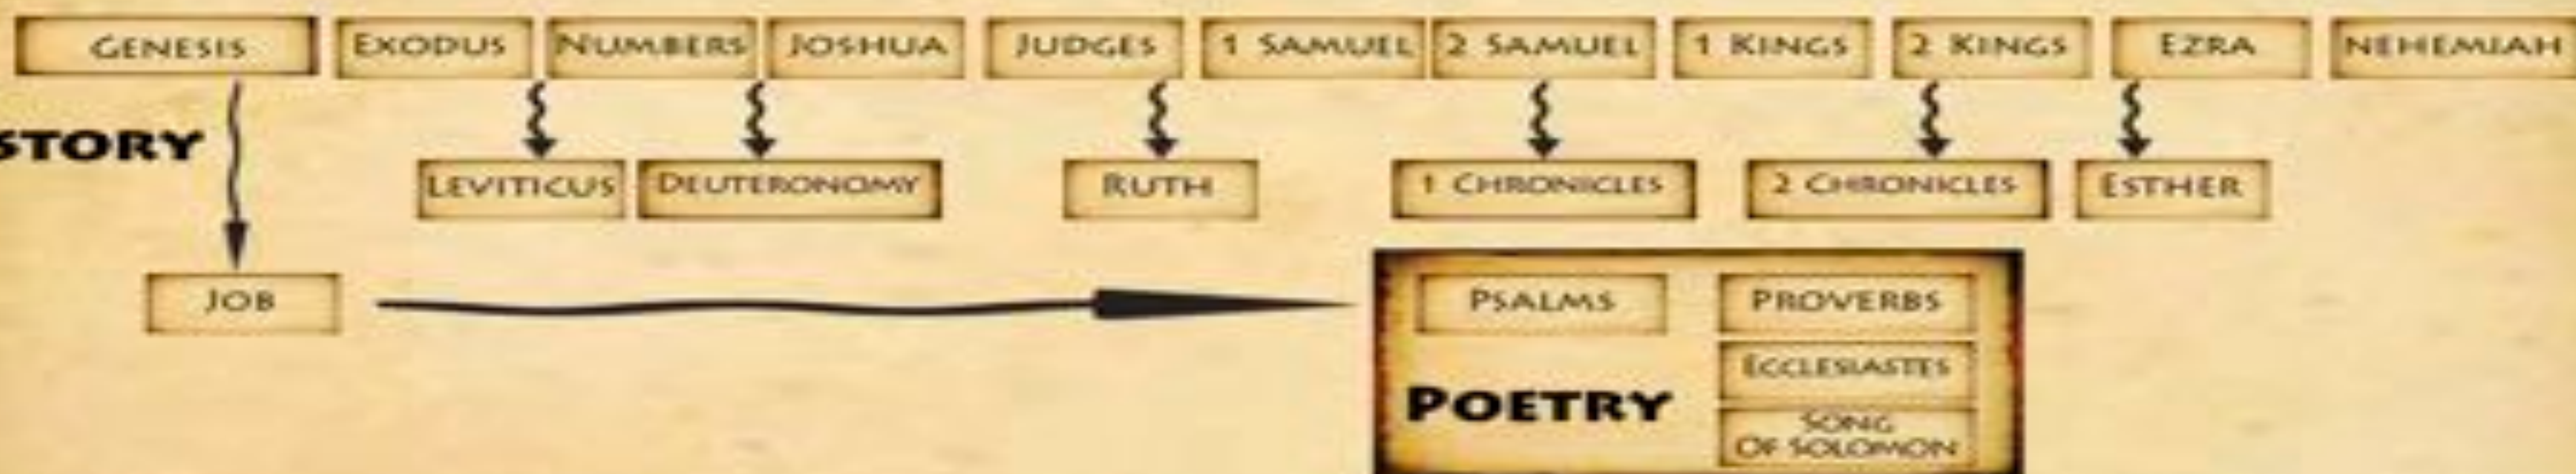 GENESIS EXODUS NUMBERS JOSHUA JUDGES 1 SAMUEL 2 SAMUEL 1 KINGS 2 KINGS EZRA NEHEMIAH
STORY
LEVITICUS DEUTERONOMY RUTH 1 CHRONICLES 2 CHRONICLES ESTHER
JOB PSALMS PROVERBS
ECCLESIASTES
POETRY
SONG
OF SOLOMON